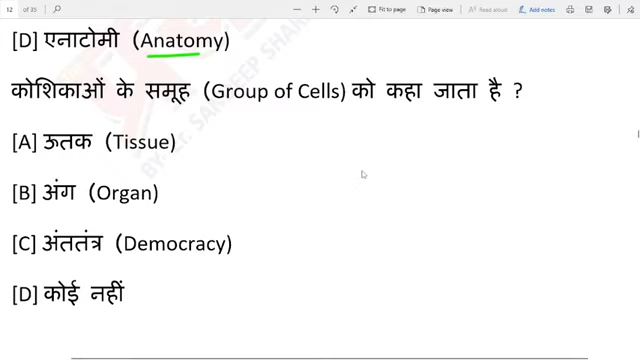 12 of 35
Fit to page
Page view
Read aloud
Add notes
[D] एनाटोमी (Anatomy)
कोशिकाओं के समूह (Group of Cells) को कहा जाता है ?
[A] ऊतक (Tissue)
[B] अंग (Organ)
[C] अंततंत्र (Democracy)
[D] कोई नहीं